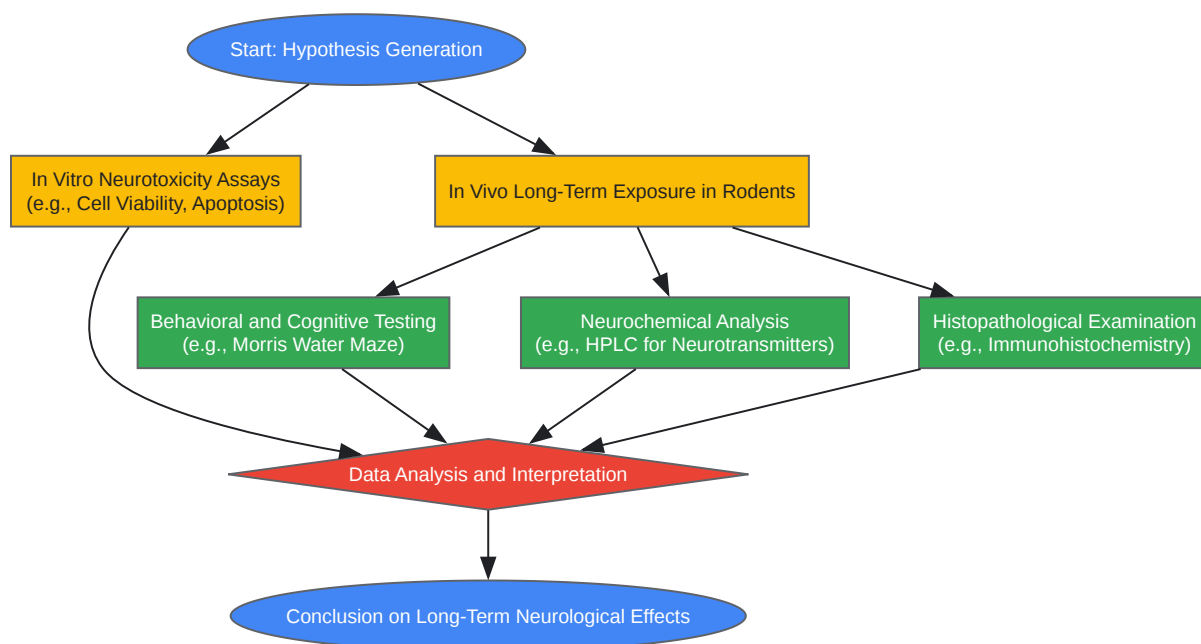 Start: Hypothesis Generation
In Vitro Neurotoxicity Assays
(e.g., Cell Viability, Apoptosis)
In Vivo Long-Term Exposure in Rodents
Behavioral and Cognitive Testing
(e.g., Morris Water Maze)
Neurochemical Analysis
(e.g., HPLC for Neurotransmitters)
Histopathological Examination
(e.g., Immunohistochemistry)
Data Analysis and Interpretation
Conclusion on Long-Term Neurological Effects